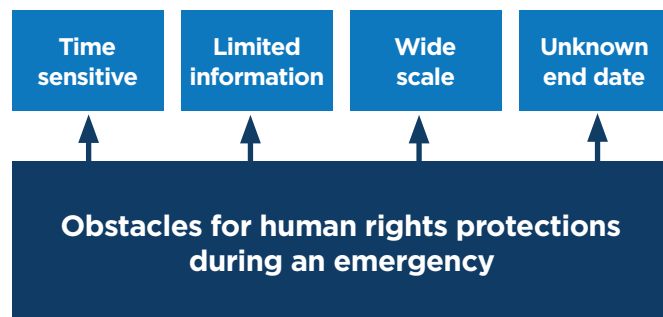 Time
sensitive
Limited
information
Wide
scale
Unknown
end date
Obstacles for human rights protections
during an emergency